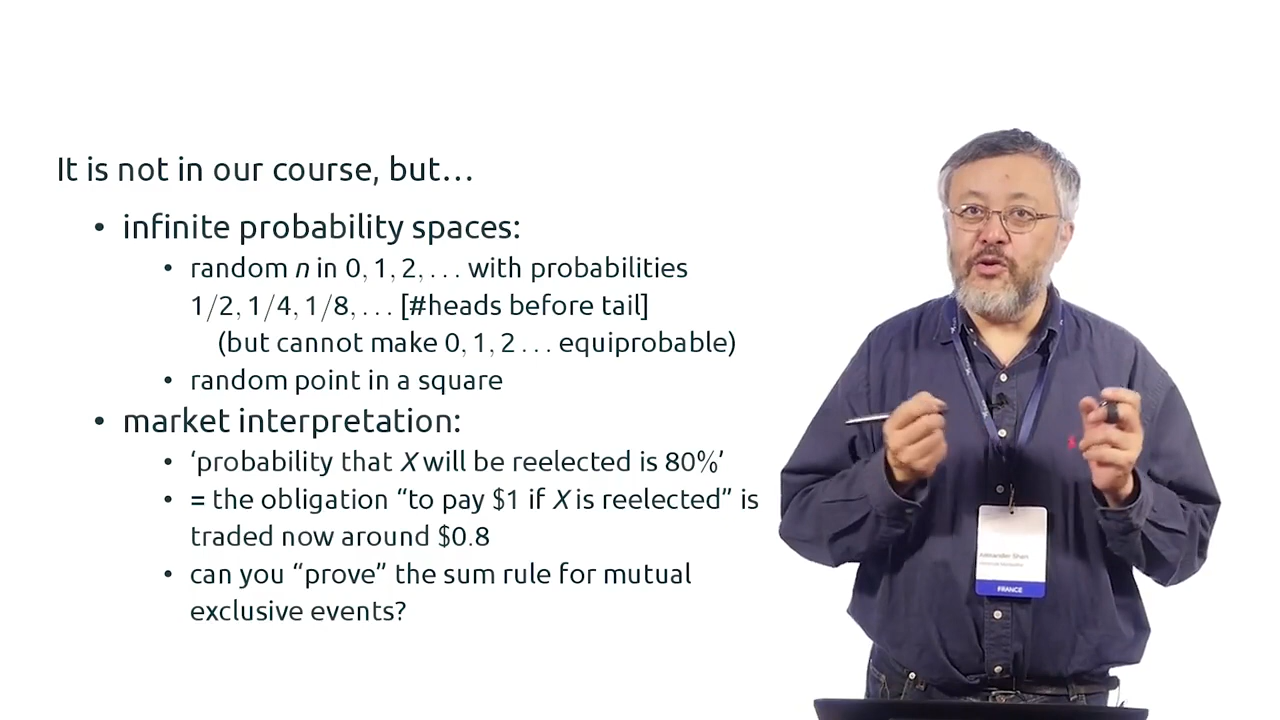 It is not in our course, but…
• infinite probability spaces:
• random n in 0, 1, 2, . . . with probabilities
1/2, 1/4, 1/8, . . . [#heads before tail]
(but cannot make 0, 1, 2 . . . equiprobable)
• random point in a square
• market interpretation:
• ‘probability that X will be reelected is 80%’
• = the obligation “to pay $1 if X is reelected” is
traded now around $0.8
• can you “prove” the sum rule for mutual
exclusive events?
FRANCE